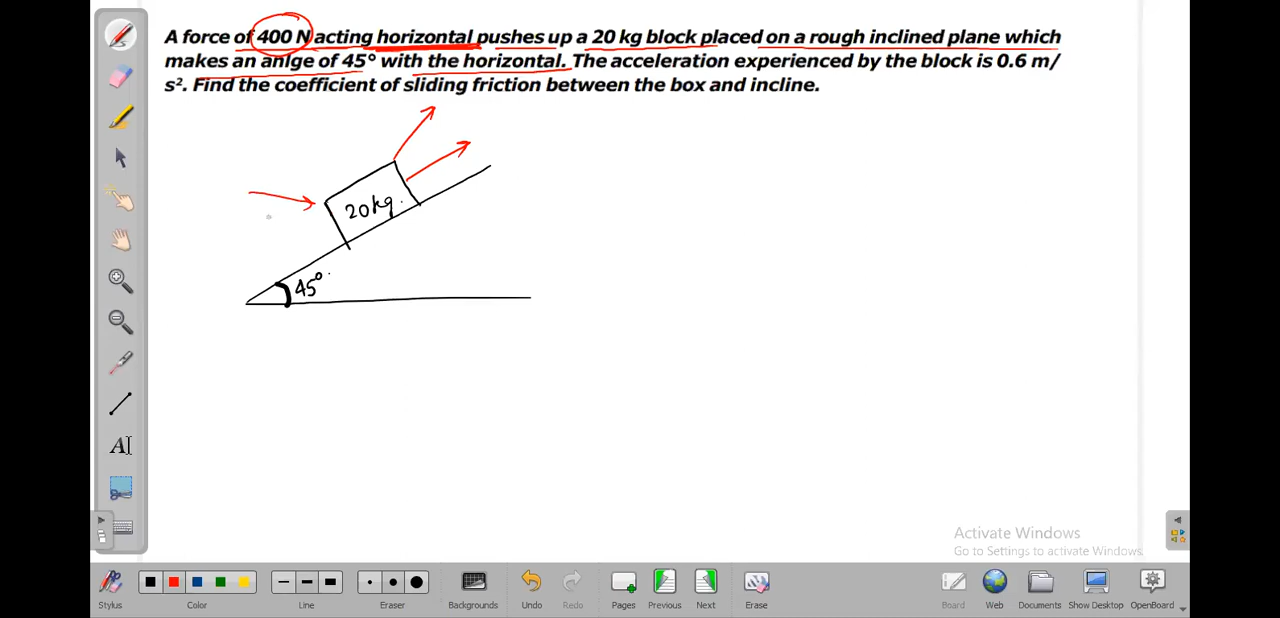 A force of 400 N acting horizontal pushes up a 20 kg block placed on a rough inclined plane which
makes an anlge of 45° with the horizontal. The acceleration experienced by the block is 0.6 m/
s². Find the coefficient of sliding friction between the box and incline.
20kg.
45°
A
Activate Windows
Go to Settings to activate Windows.
Stylus Color Line Eraser Backgrounds Undo Redo Pages Previous Next Erase Board Web Documents Show Desktop OpenBoard